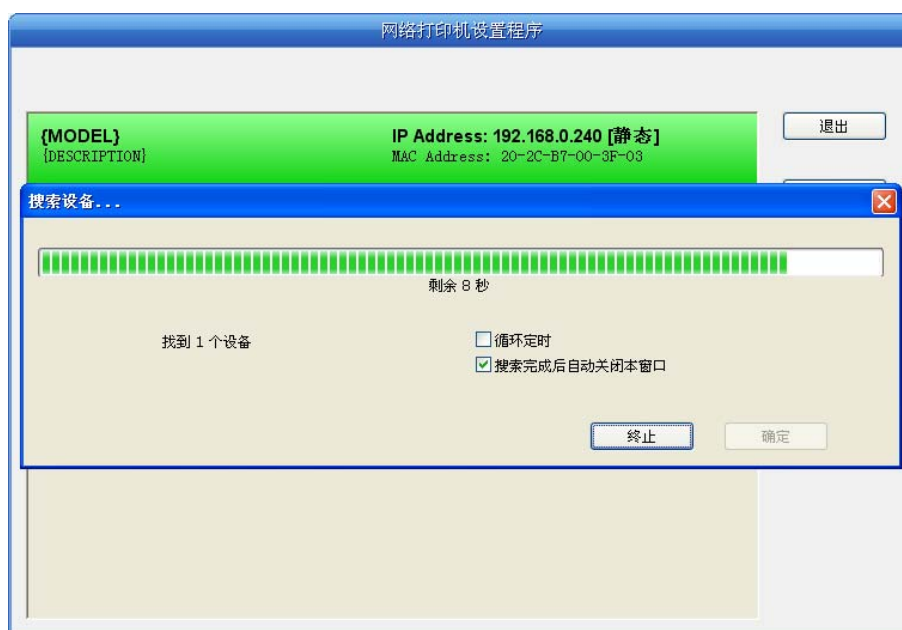 网络打印机设置程序
{MODEL}
IP Address: 192.168.0.240 [静态]
{DESCRIPTION}
MAC Address: 20-2C-B7-00-3F-03
退出
搜索设备...
剩余 8 秒
找到 1 个设备
循环定时
搜索完成后自动关闭本窗口
终止
确定